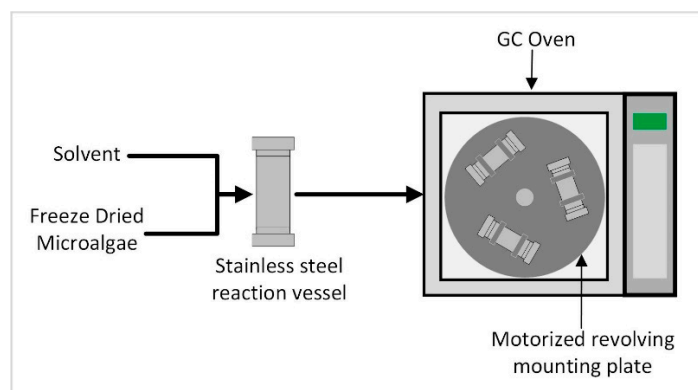 GC Oven
Solvent
Freeze Dried
Microalgae
Stainless steel
reaction vessel
Motorized revolving
mounting plate